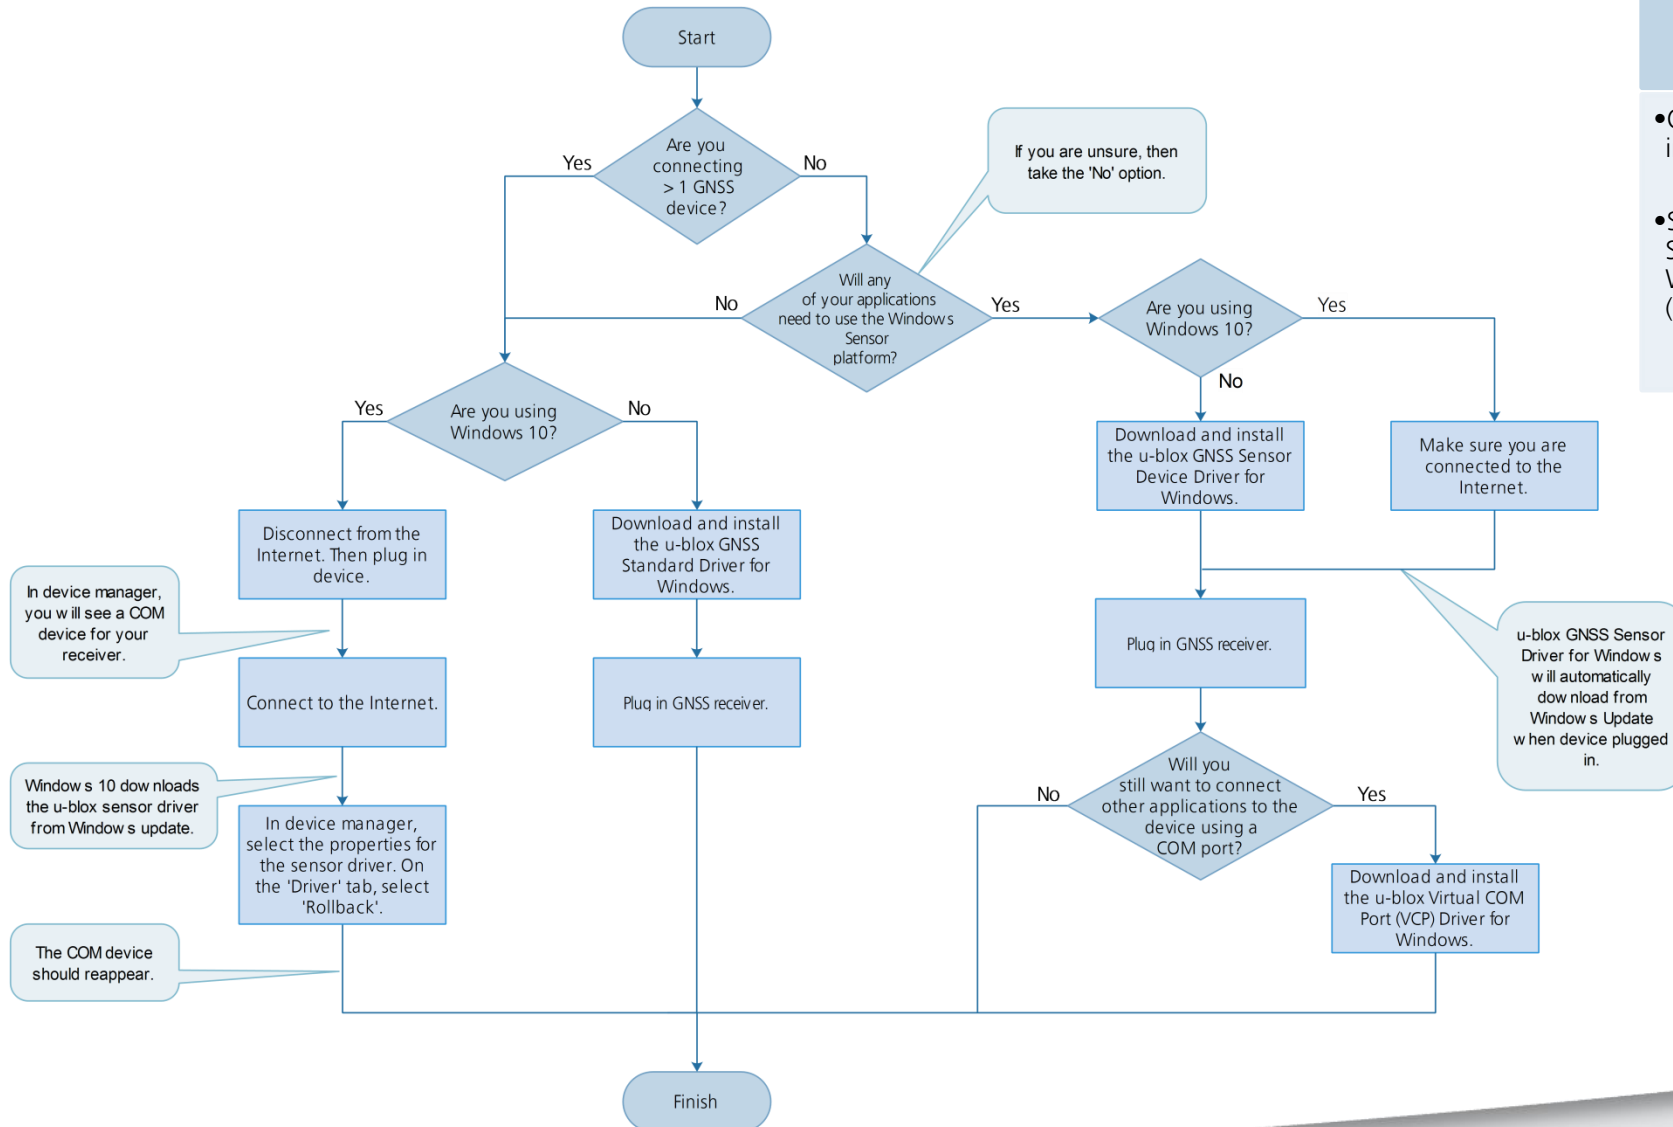 Start
Are you
connecting
> 1 GNSS
device?
Yes
No
If you are unsure, then
take the 'No' option.
Will any
of your applications
need to use the Windows
Sensor
platform?
No
Yes
Are you using
Windows 10?
Yes
No
Are you using
Windows 10?
Yes
No
Download and install
the u-blox GNSS Sensor
Device Driver for
Windows.
Make sure you are
connected to the
Internet.
Disconnect from the
Internet. Then plug in
device.
Download and install
the u-blox GNSS
Standard Driver for
Windows.
In device manager,
you will see a COM
device for your
receiver.
Plug in GNSS receiver.
u-blox GNSS Sensor
Driver for Windows
will automatically
download from
Windows Update
when device plugged
in.
Connect to the Internet.
Plug in GNSS receiver.
Windows 10 downloads
the u-blox sensor driver
from Windows update.
Will you
still want to connect
other applications to the
device using a
COM port?
No
Yes
In device manager,
select the properties for
the sensor driver. On
the 'Driver' tab, select
'Rollback'.
Download and install
the u-blox Virtual COM
Port (VCP) Driver for
Windows.
The COM device
should reappear.
Finish